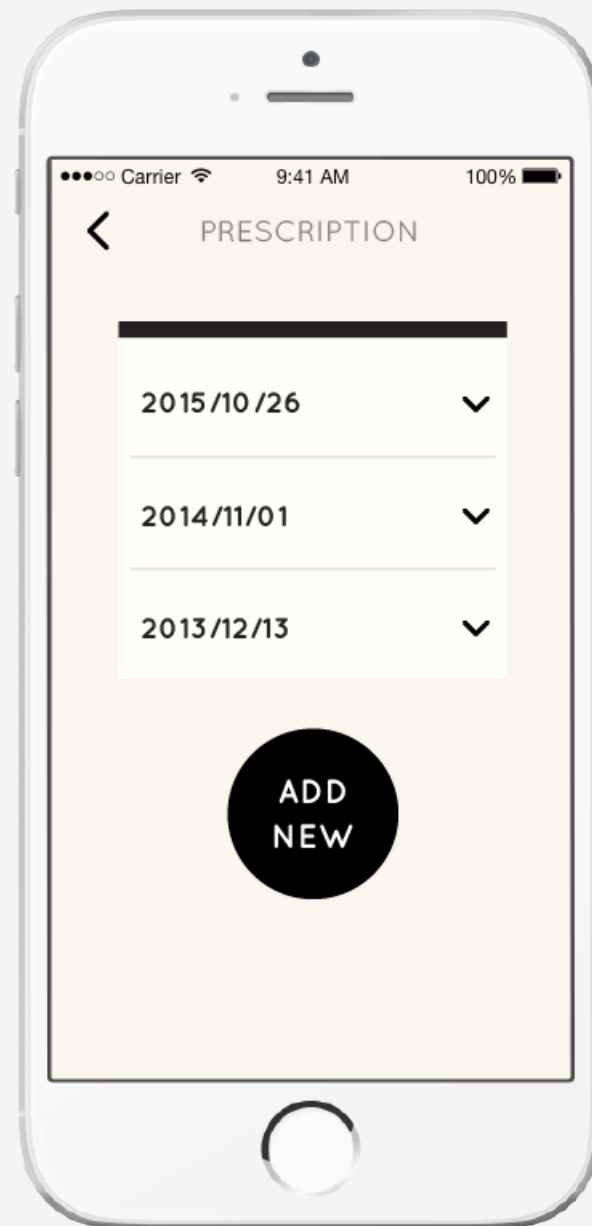 ●●●○○ Carrier 9:41 AM 100%
PRESCRIPTION
2015/10/26
2014/11/01
2013/12/13
ADD
NEW